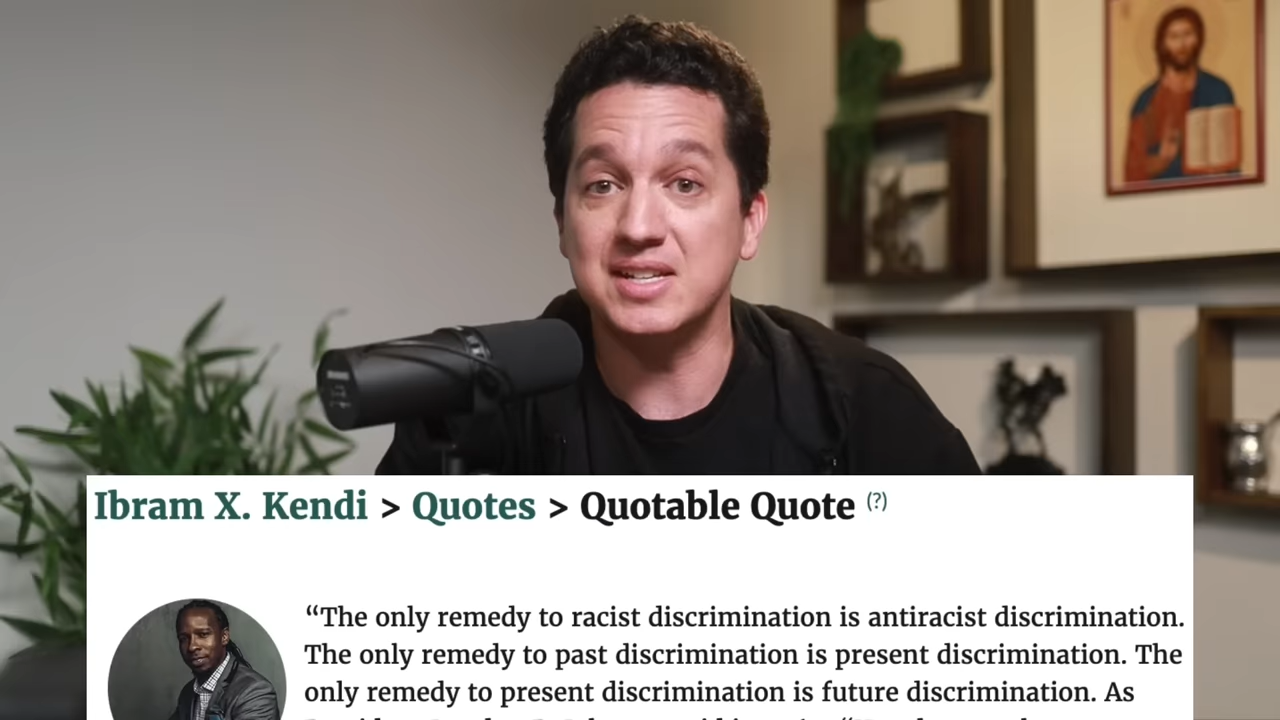 Ibram X. Kendi > Quotes > Quotable Quote (?)
“The only remedy to racist discrimination is antiracist discrimination.
The only remedy to past discrimination is present discrimination. The
only remedy to present discrimination is future discrimination. As